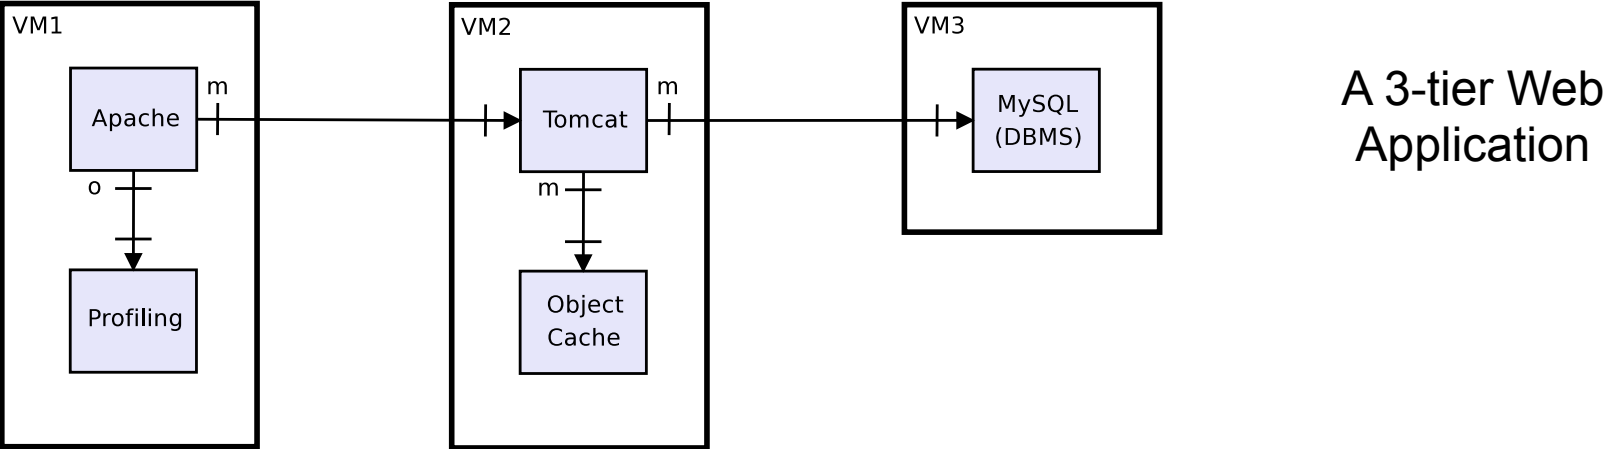 VM1
Apache
m
o
Profiling
VM2
Tomcat
m
m
Object
Cache
VM3
MySQL
(DBMS)
A 3-tier Web
Application